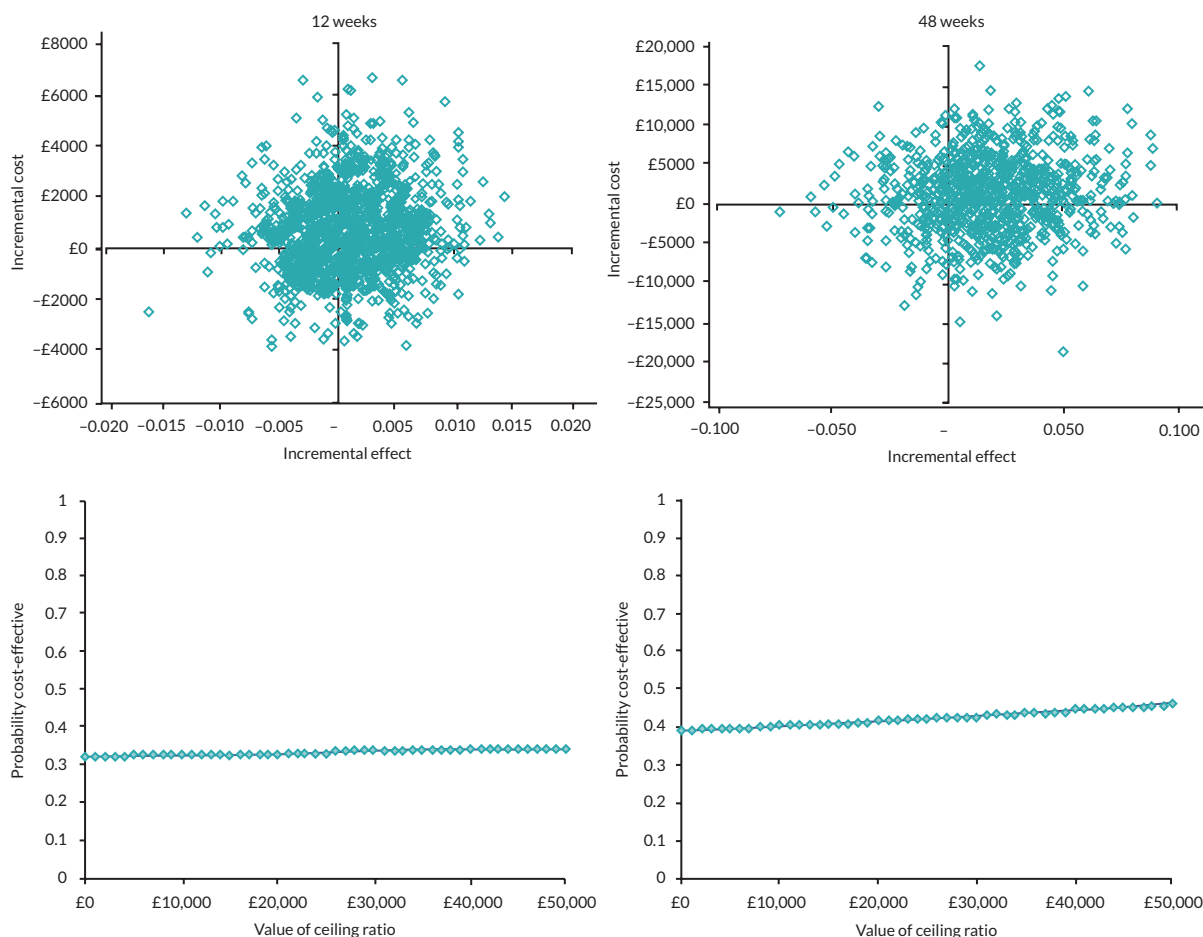 12 weeks
£8000
£6000
£4000
£2000
£0
–£2000
–£4000
–£6000
Incremental cost
–0.020 –0.015 –0.010 –0.005 – 0.005 0.010 0.015 0.020
Incremental effect
48 weeks
£20,000
£15,000
£10,000
£5000
£0
–£5000
–£10,000
–£15,000
–£20,000
–£25,000
Incremental cost
–0.100 –0.050 – 0.050 0.100
Incremental effect
1
0.9
0.8
0.7
0.6
0.5
0.4
0.3
0.2
0.1
0
Probability cost-effective
£0 £10,000 £20,000 £30,000 £40,000 £50,000
Value of ceiling ratio
1
0.9
0.8
0.7
0.6
0.5
0.4
0.3
0.2
0.1
0
Probability cost-effective
£0 £10,000 £20,000 £30,000 £40,000 £50,000
Value of ceiling ratio